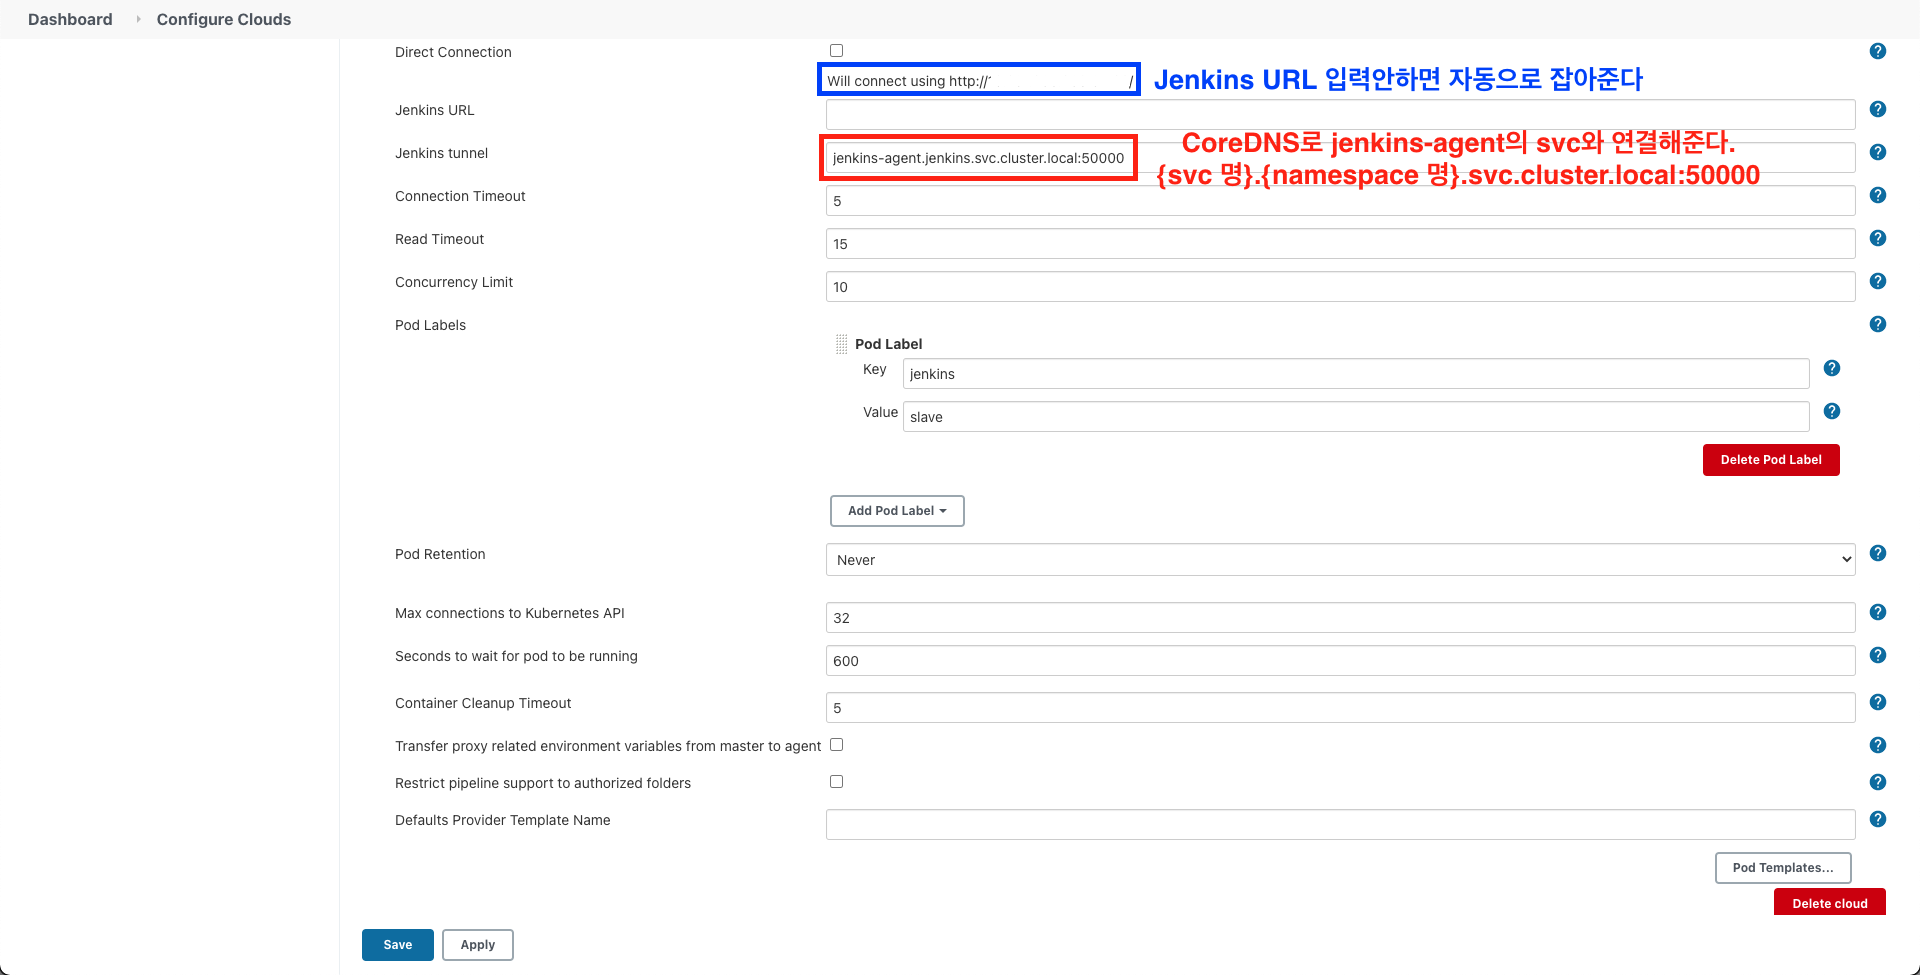 Dashboard Configure Clouds
Direct Connection
Will connect using http:// /
Jenkins URL 입력안하면 자동으로 잡아준다
Jenkins URL
CoreDNS로 jenkins-agent의 svc와 연결해준다.
Jenkins tunnel
jenkins-agent.jenkins.svc.cluster.local:50000
{svc 명}.{namespace 명}.svc.cluster.local:50000
Connection Timeout
5
Read Timeout
15
Concurrency Limit
10
Pod Labels
Pod Label
Key
jenkins
Value
slave
Delete Pod Label
Add Pod Label
Pod Retention
Never
Max connections to Kubernetes API
32
Seconds to wait for pod to be running
600
Container Cleanup Timeout
5
Transfer proxy related environment variables from master to agent
Restrict pipeline support to authorized folders
Defaults Provider Template Name
Pod Templates...
Delete cloud
Save
Apply